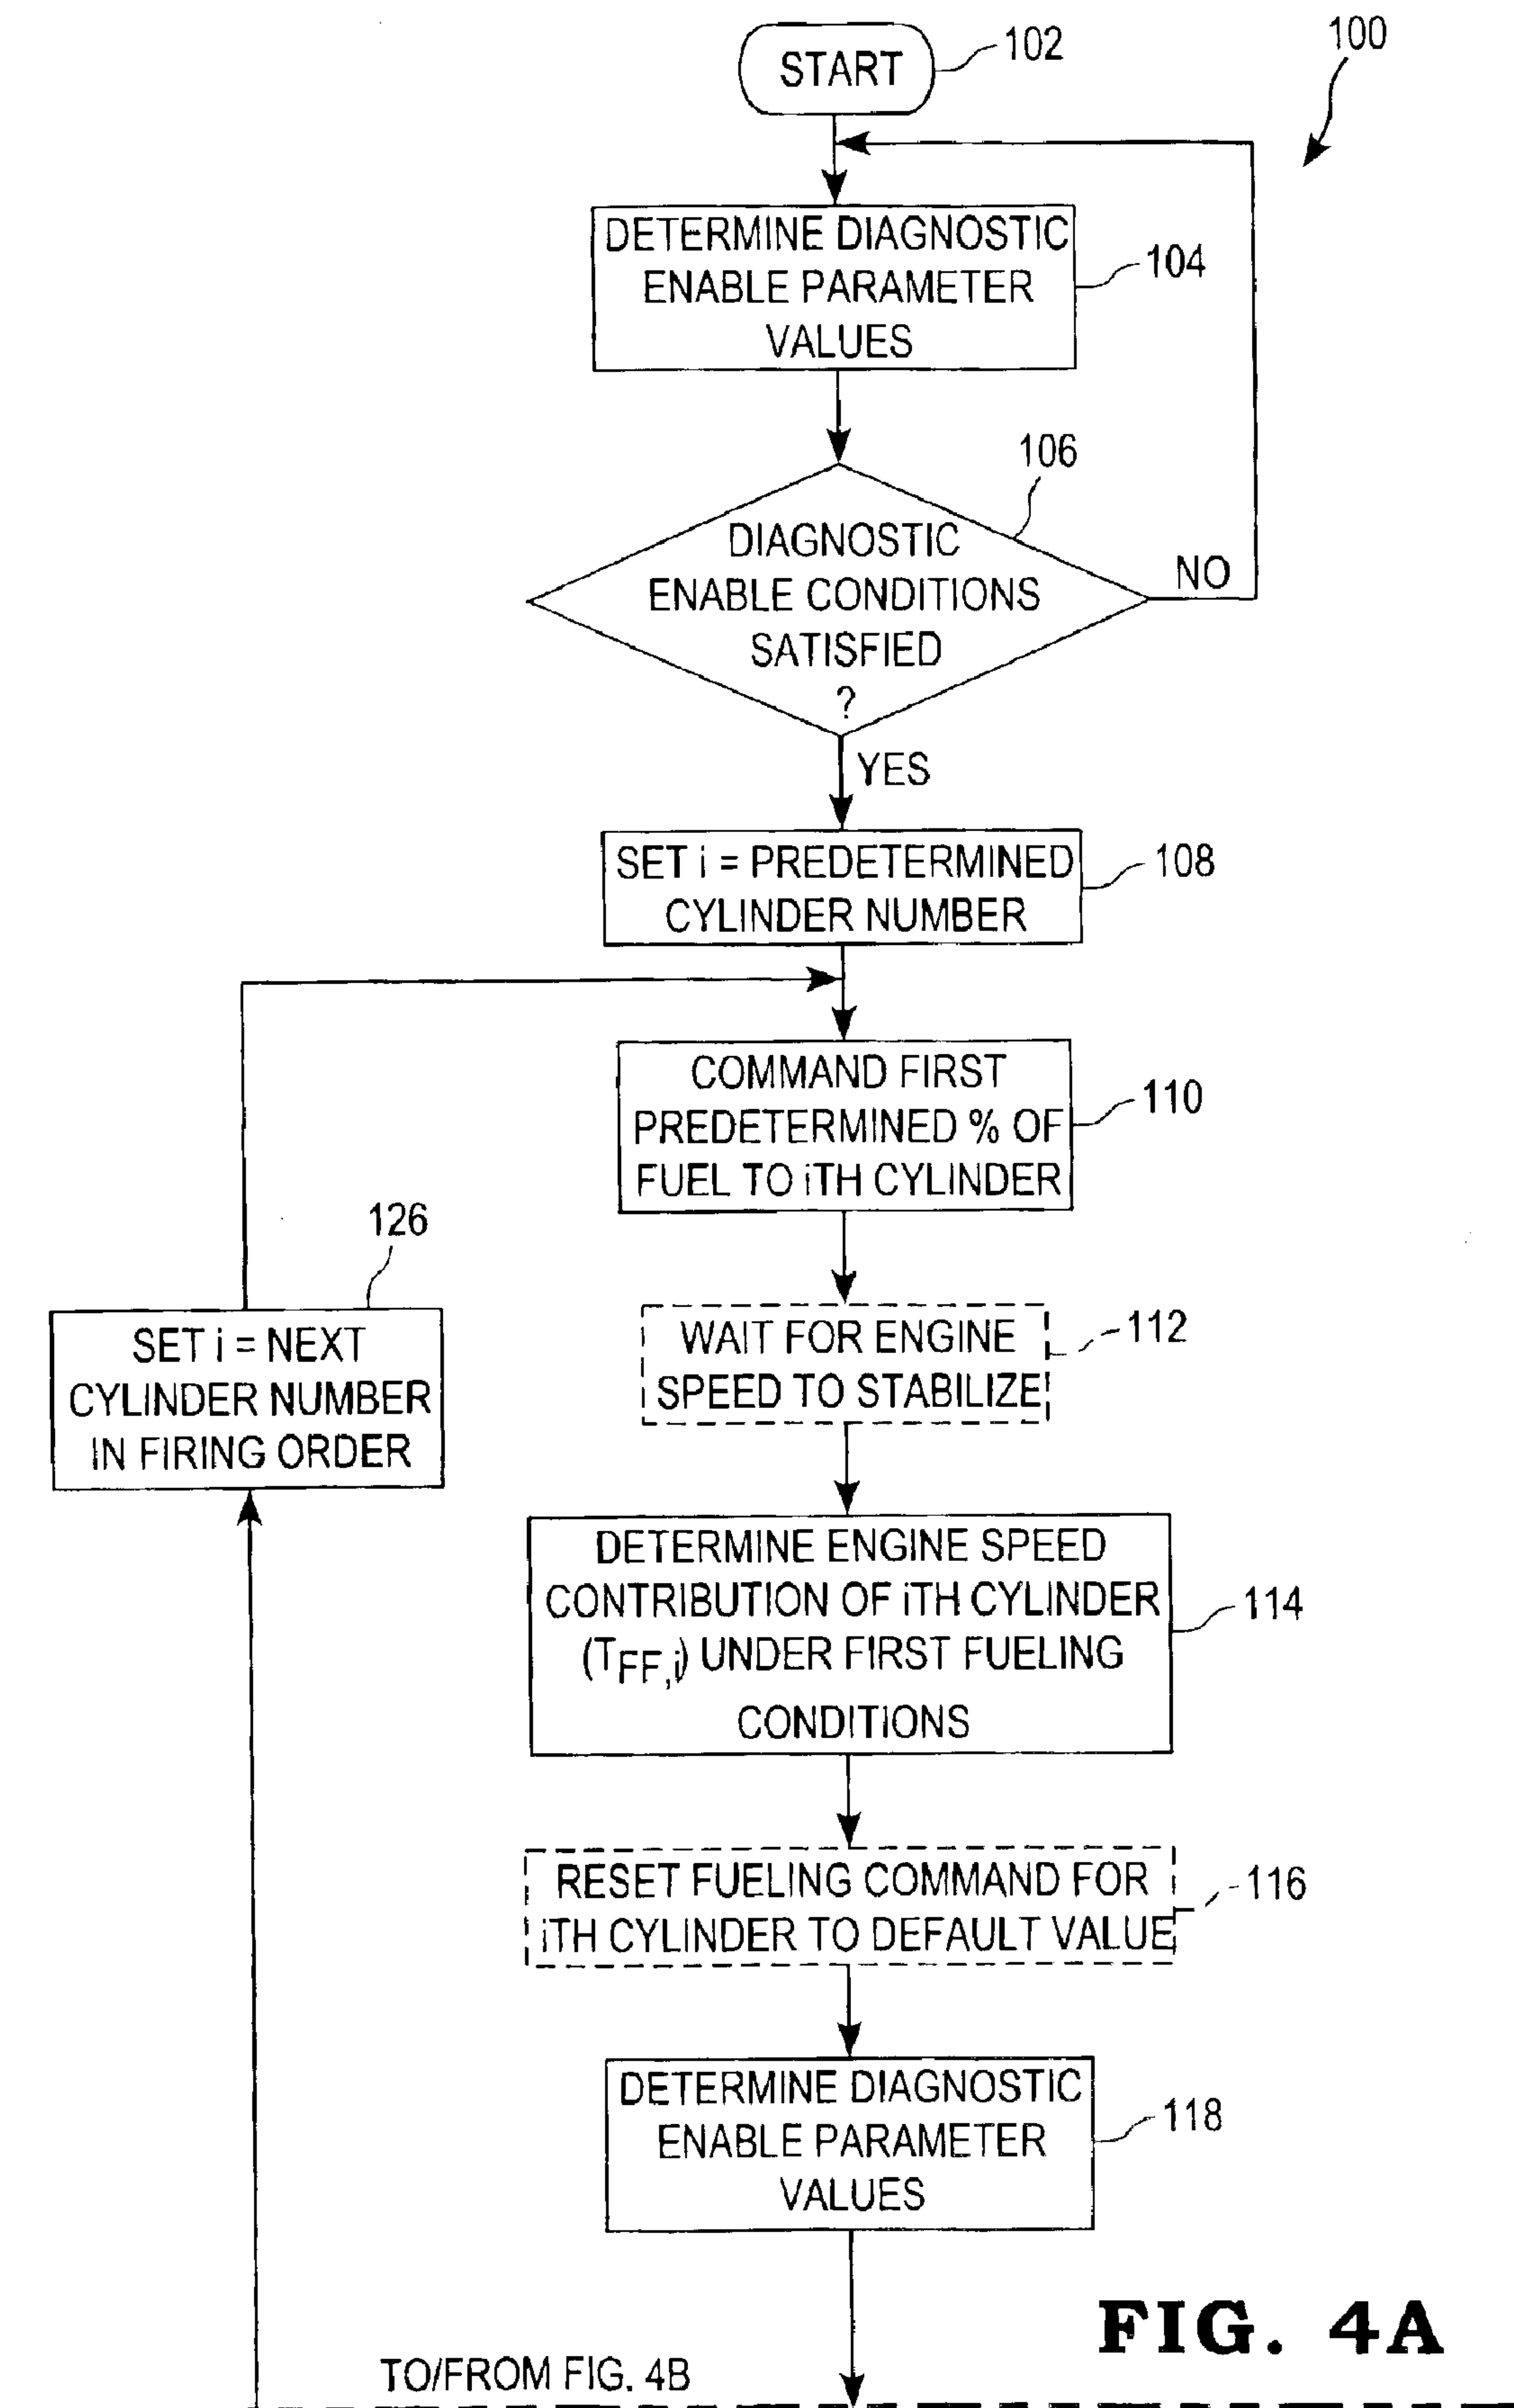 START
102
100
DETERMINE DIAGNOSTIC
ENABLE PARAMETER
VALUES
104
106
DIAGNOSTIC
ENABLE CONDITIONS
SATISFIED
?
NO
YES
SET i = PREDETERMINED
CYLINDER NUMBER
108
COMMAND FIRST
PREDETERMINED % OF
FUEL TO iTH CYLINDER
110
126
SET i = NEXT
CYLINDER NUMBER
IN FIRING ORDER
WAIT FOR ENGINE
SPEED TO STABILIZE
112
DETERMINE ENGINE SPEED
CONTRIBUTION OF iTH CYLINDER
(TFF,i) UNDER FIRST FUELING
CONDITIONS
114
RESET FUELING COMMAND FOR
iTH CYLINDER TO DEFAULT VALUE
116
DETERMINE DIAGNOSTIC
ENABLE PARAMETER
VALUES
118
FIG. 4A
TO/FROM FIG. 4B